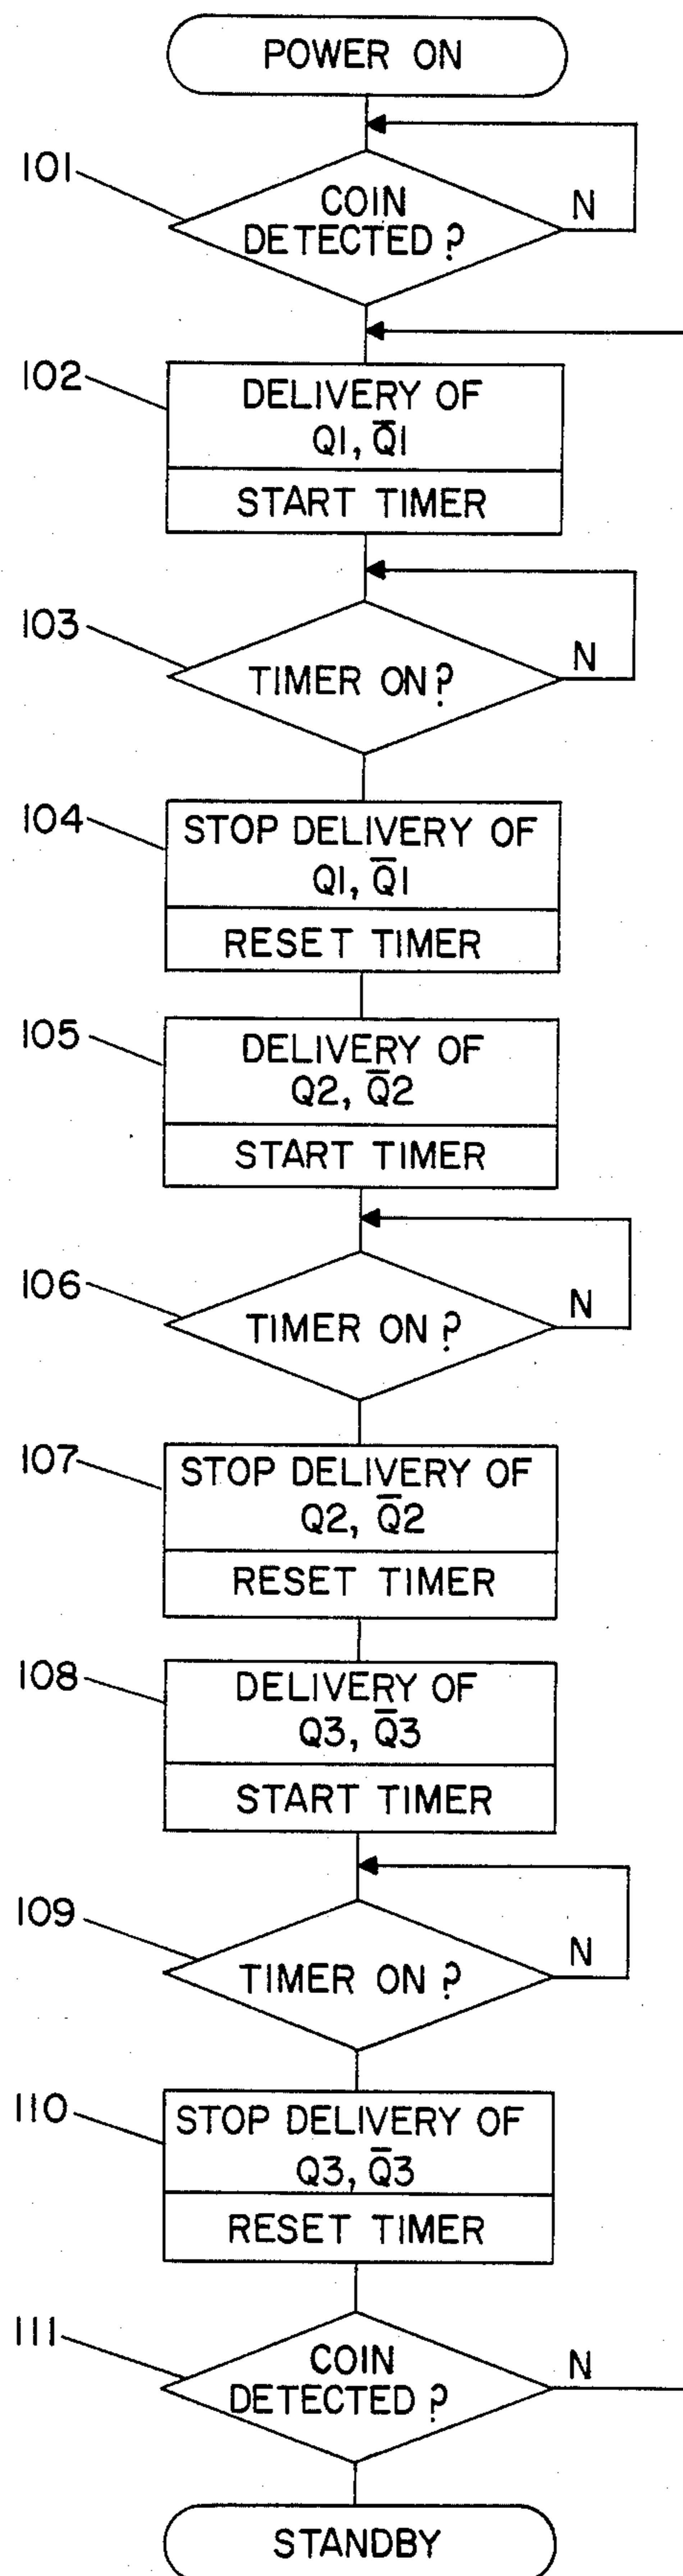 POWER ON
101
COIN
DETECTED ?
N
102
DELIVERY OF
Q1, Q̅1
START TIMER
103
TIMER ON ?
N
104
STOP DELIVERY OF
Q1, Q̅1
RESET TIMER
105
DELIVERY OF
Q2, Q̅2
START TIMER
106
TIMER ON ?
N
107
STOP DELIVERY OF
Q2, Q̅2
RESET TIMER
108
DELIVERY OF
Q3, Q̅3
START TIMER
109
TIMER ON ?
N
110
STOP DELIVERY OF
Q3, Q̅3
RESET TIMER
111
COIN
DETECTED ?
N
STANDBY